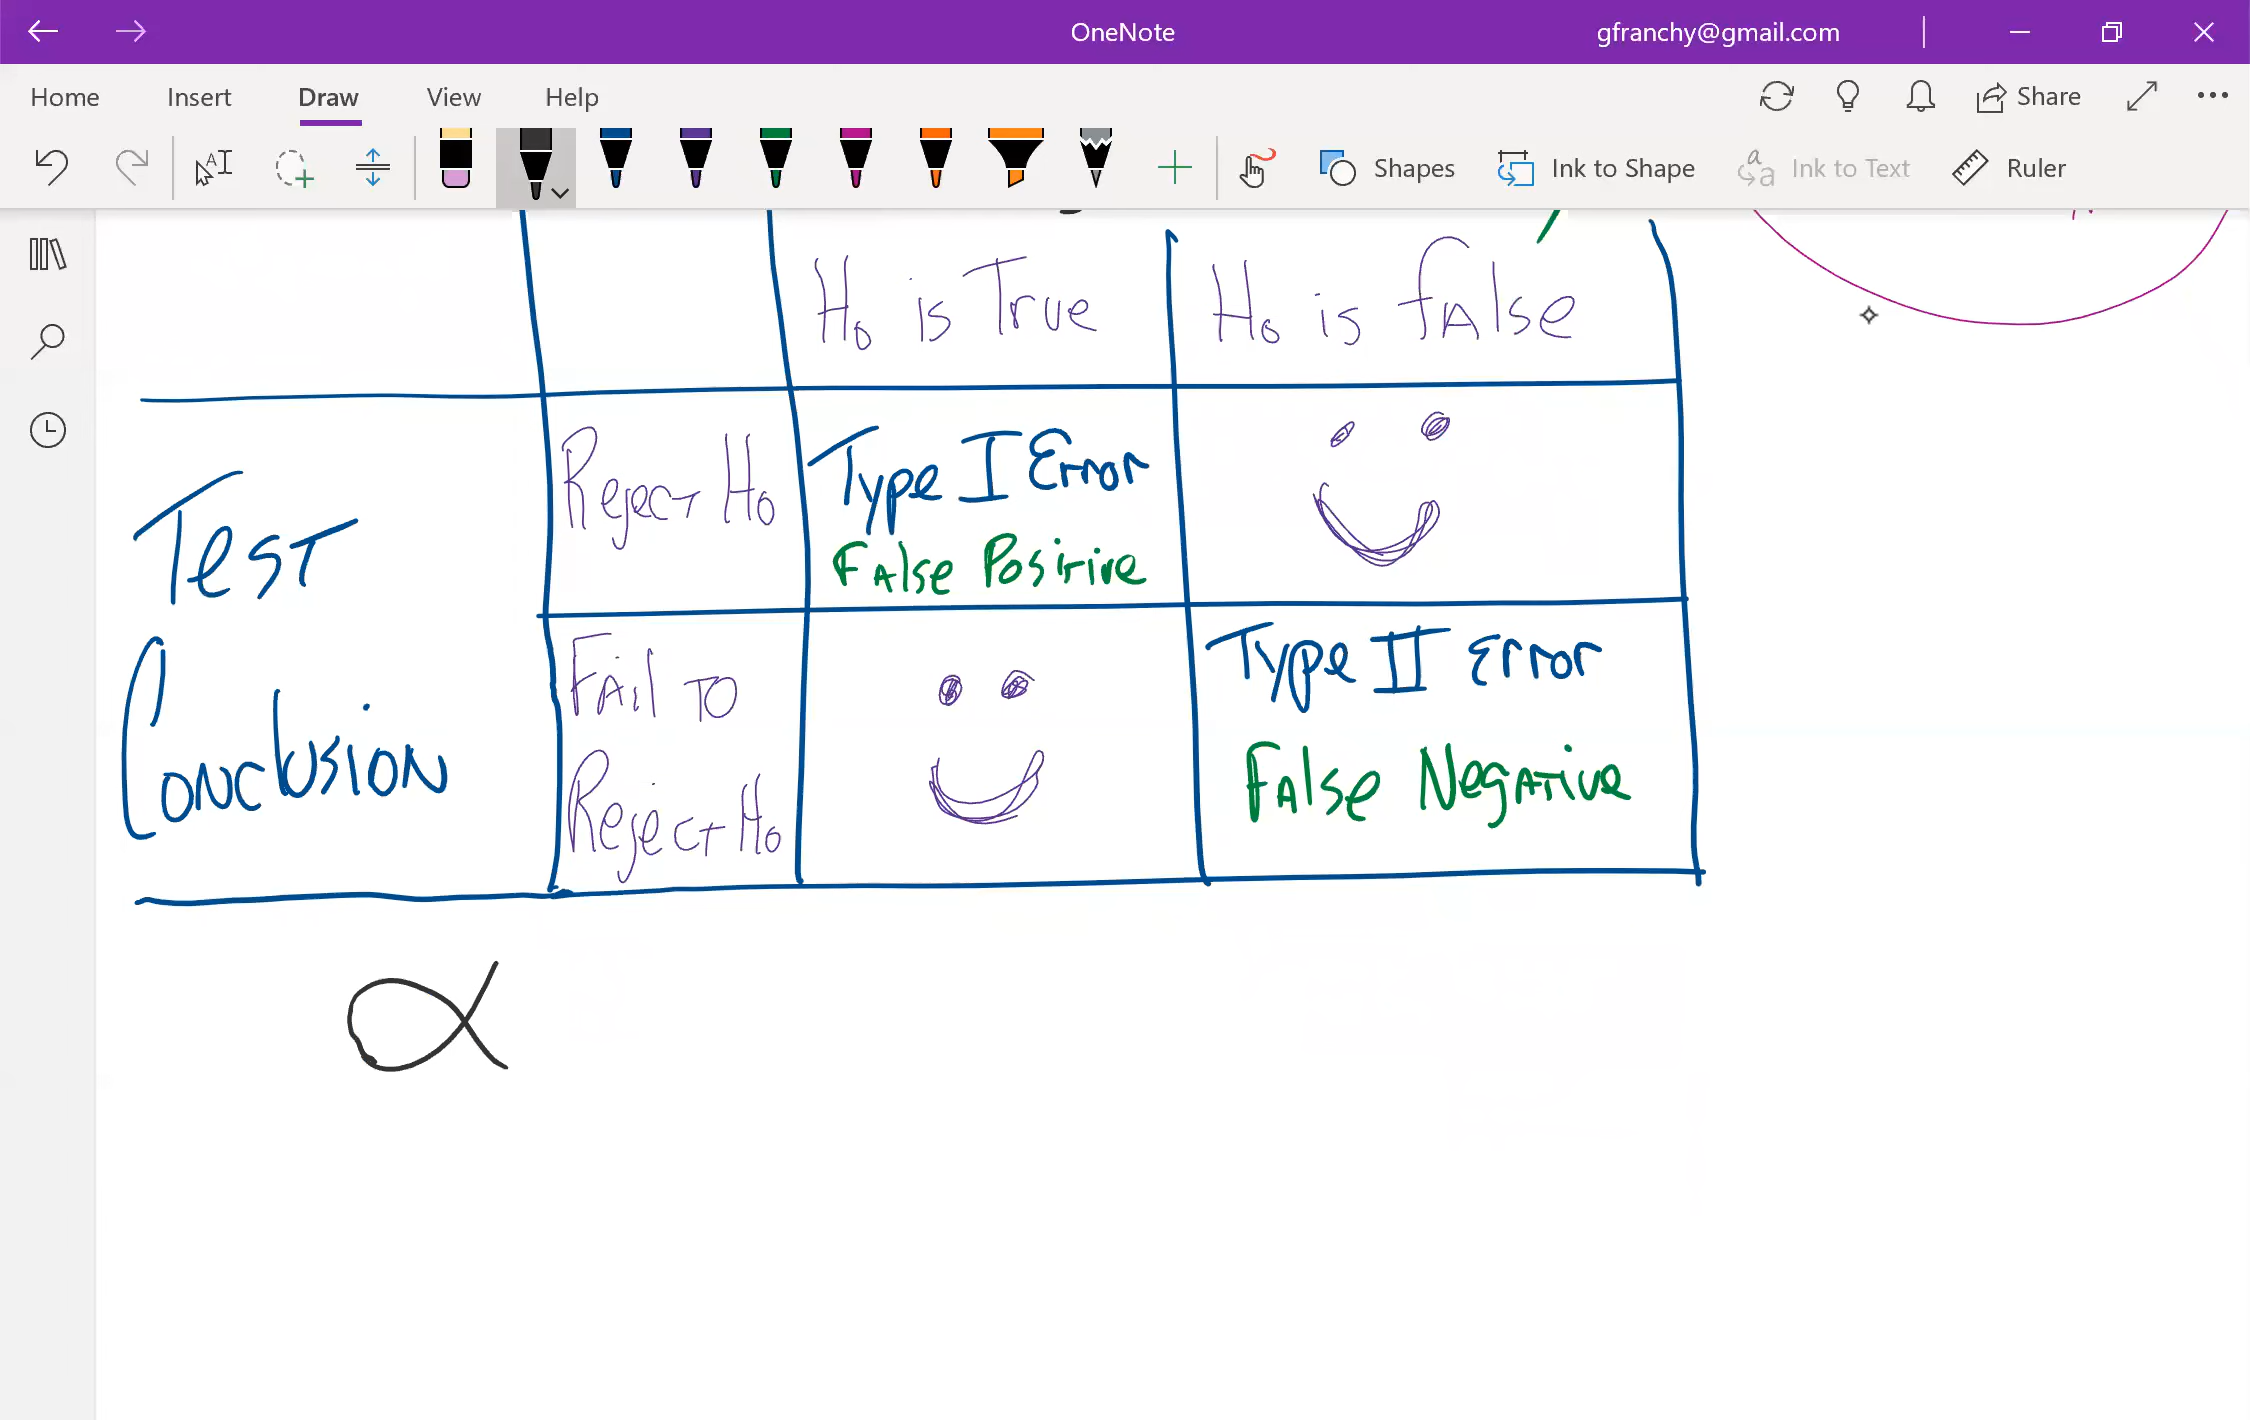 OneNote
gfranchy@gmail.com
Home Insert Draw View Help
Share
Shapes
Ink to Shape
Ink to Text
Ruler
H₀ is True
H₀ is fAlse
Test
Conclusion
Reject H₀
Type I Error
False Positive
Fail to
Reject H₀
Type II Error
False Negative
α